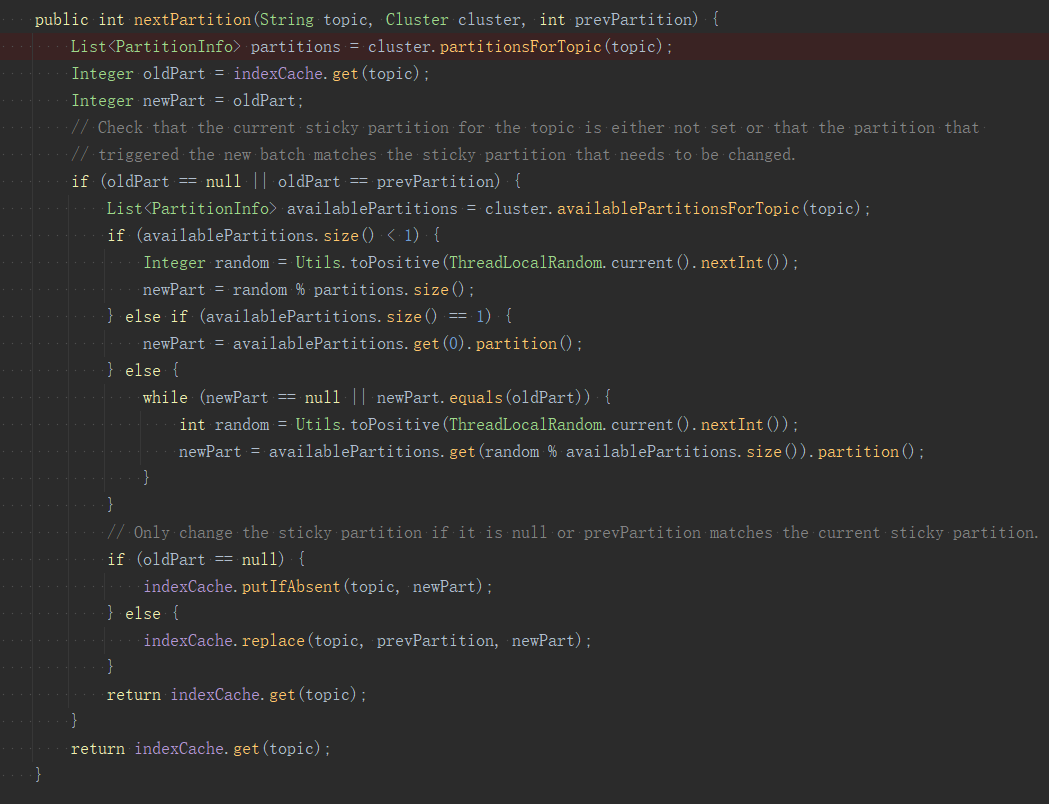 public int nextPartition(String topic, Cluster cluster, int prevPartition) {
    List<PartitionInfo> partitions = cluster.partitionsForTopic(topic);
    Integer oldPart = indexCache.get(topic);
    Integer newPart = oldPart;
    // Check that the current sticky partition for the topic is either not set or that the partition that
    // triggered the new batch matches the sticky partition that needs to be changed.
    if (oldPart == null || oldPart == prevPartition) {
        List<PartitionInfo> availablePartitions = cluster.availablePartitionsForTopic(topic);
        if (availablePartitions.size() < 1) {
            Integer random = Utils.toPositive(ThreadLocalRandom.current().nextInt());
            newPart = random % partitions.size();
        } else if (availablePartitions.size() == 1) {
            newPart = availablePartitions.get(0).partition();
        } else {
            while (newPart == null || newPart.equals(oldPart)) {
                int random = Utils.toPositive(ThreadLocalRandom.current().nextInt());
                newPart = availablePartitions.get(random % availablePartitions.size()).partition();
            }
        }
        // Only change the sticky partition if it is null or prevPartition matches the current sticky partition.
        if (oldPart == null) {
            indexCache.putIfAbsent(topic, newPart);
        } else {
            indexCache.replace(topic, prevPartition, newPart);
        }
        return indexCache.get(topic);
    }
    return indexCache.get(topic);
}